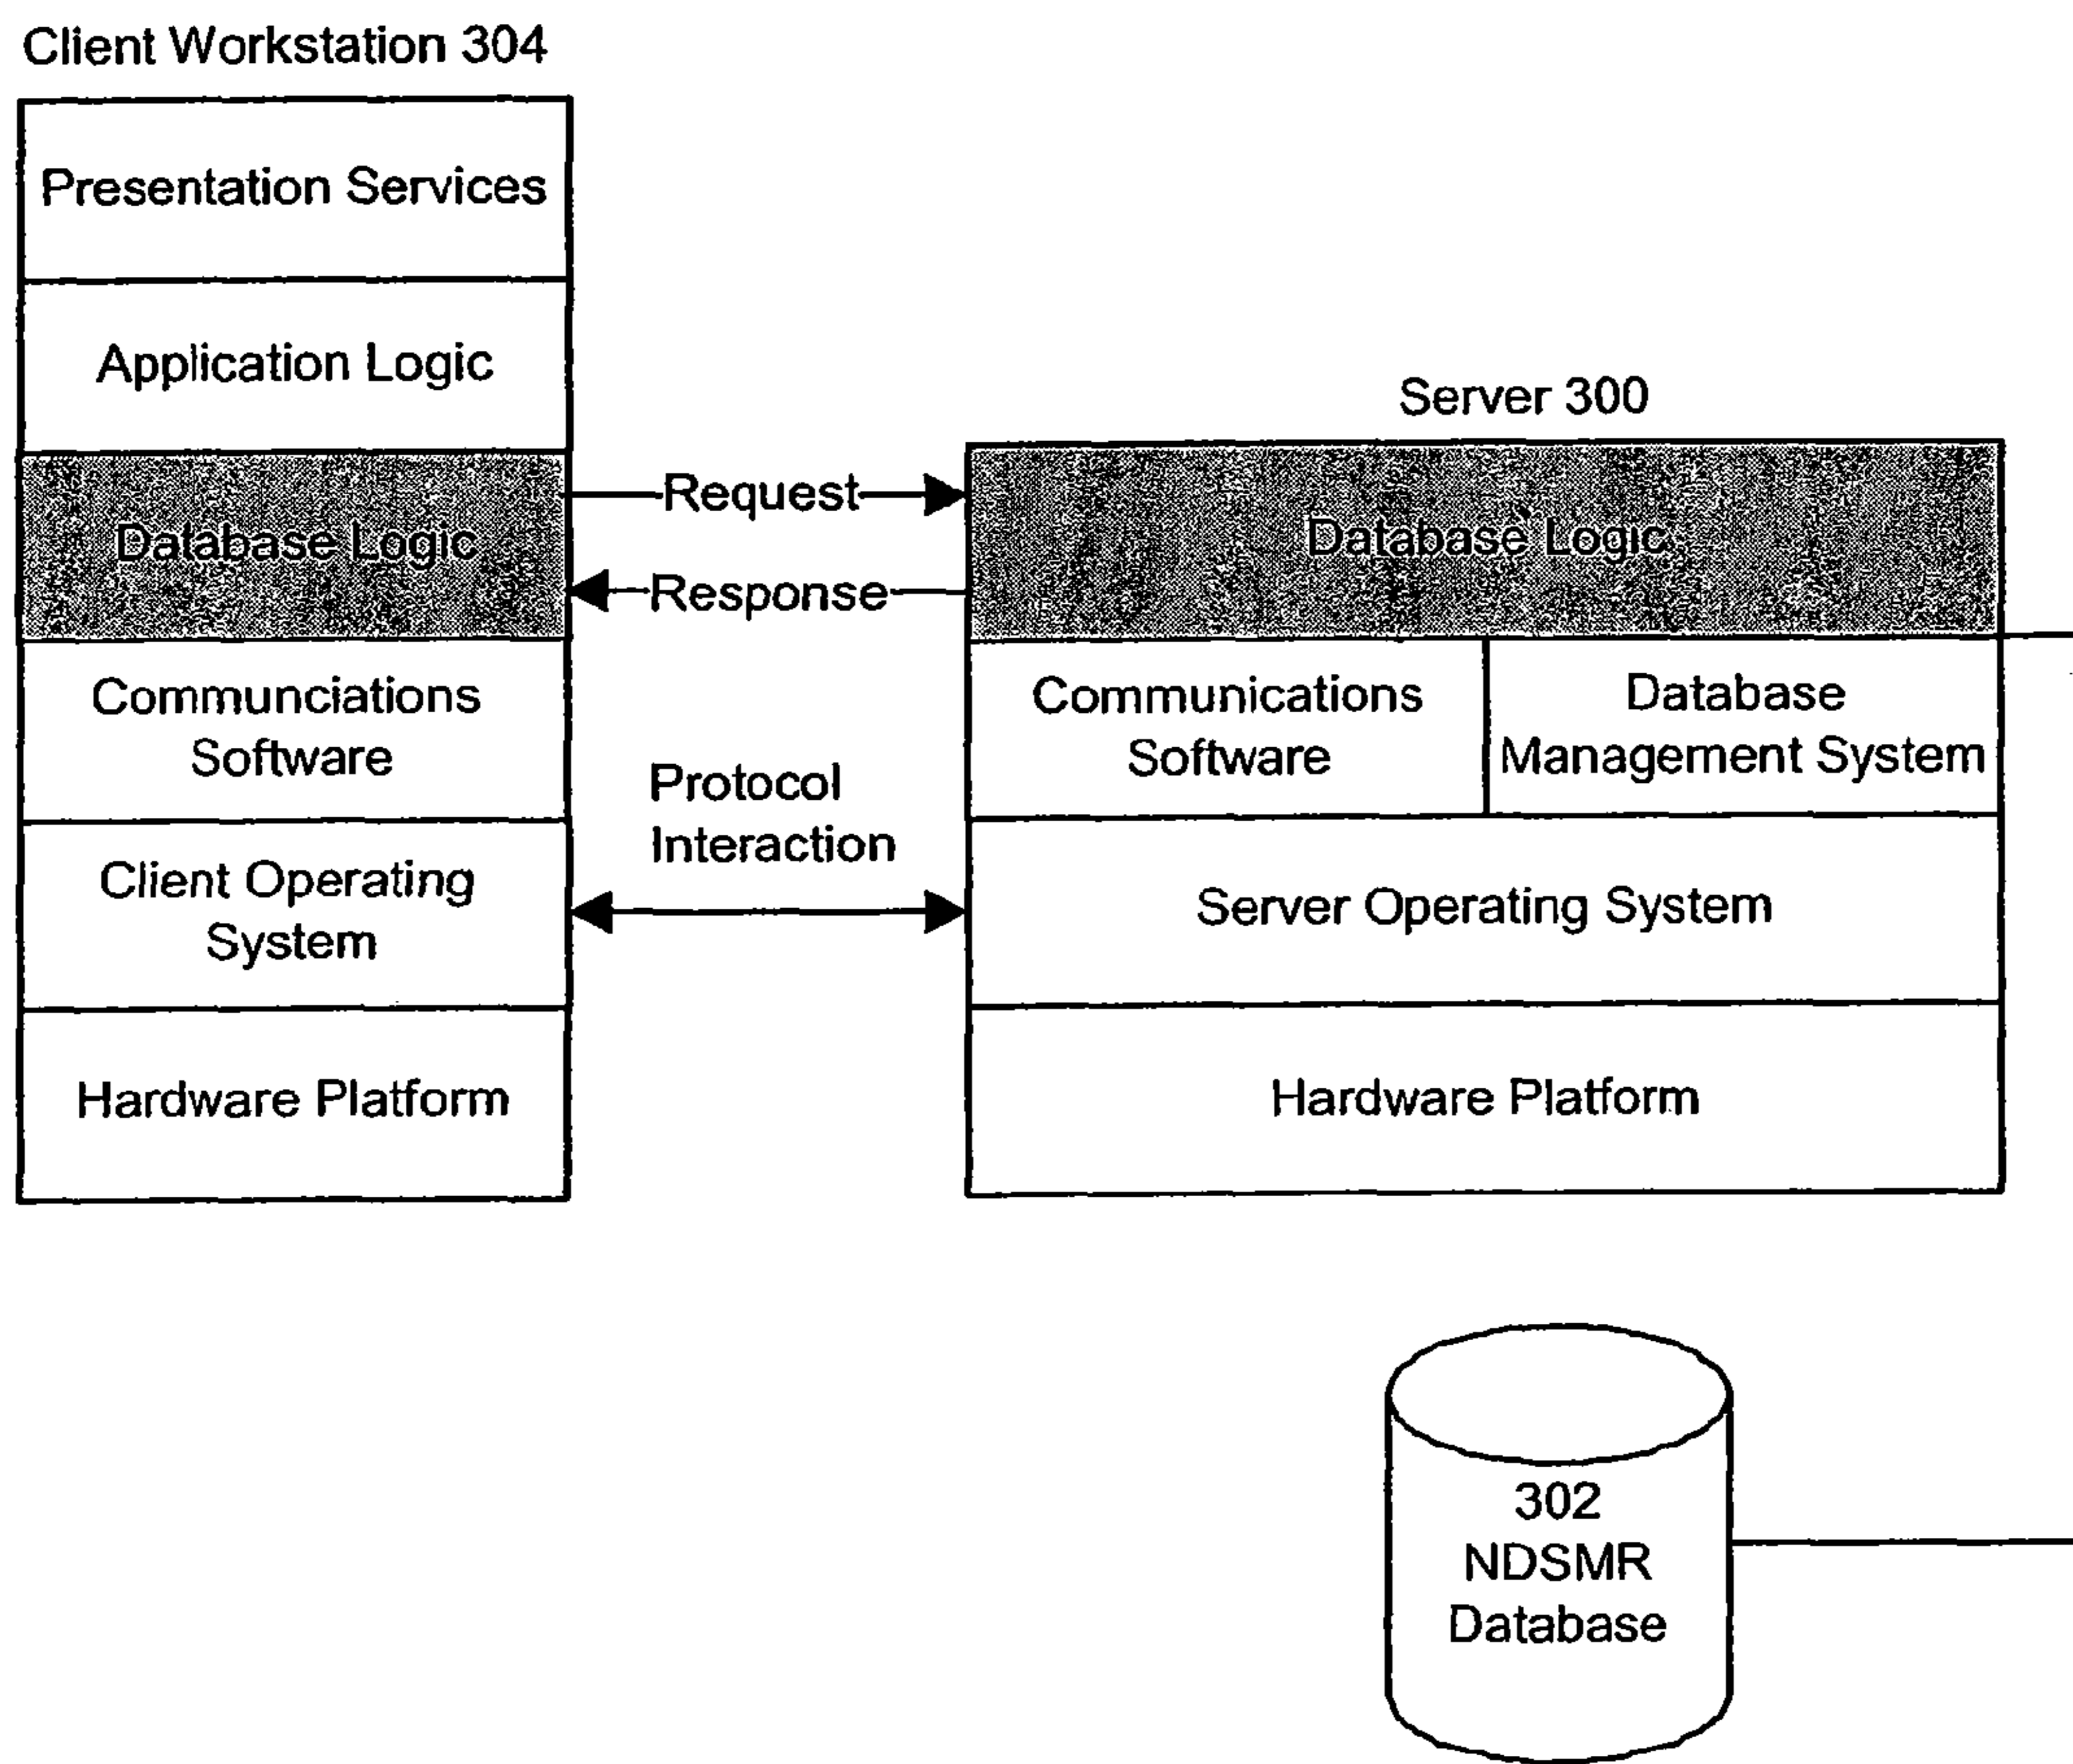 Client Workstation 304
Presentation Services
Application Logic
Database Logic
Communciations
Software
Client Operating
System
Hardware Platform
Request
Response
Protocol
Interaction
Server 300
Database Logic
Communications
Software
Database
Management System
Server Operating System
Hardware Platform
302
NDSMR
Database